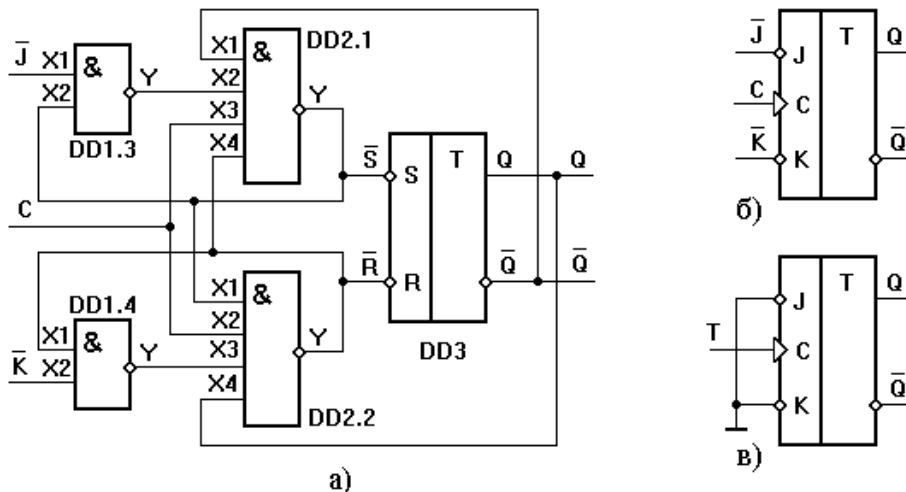 J̄ X1 & Y
X2
DD1.3
X1 & DD2.1
X2
X3 Y
X4
C
S̄ S T Q Q
R̄ R Q̄ Q̄
DD3
DD1.4
X1 & Y
K̄ X2
X1 &
X2
X3 Y
X4
DD2.2
а)
J̄ J T Q
C C
K̄ K Q̄
б)
J T Q
T C
K Q̄
в)